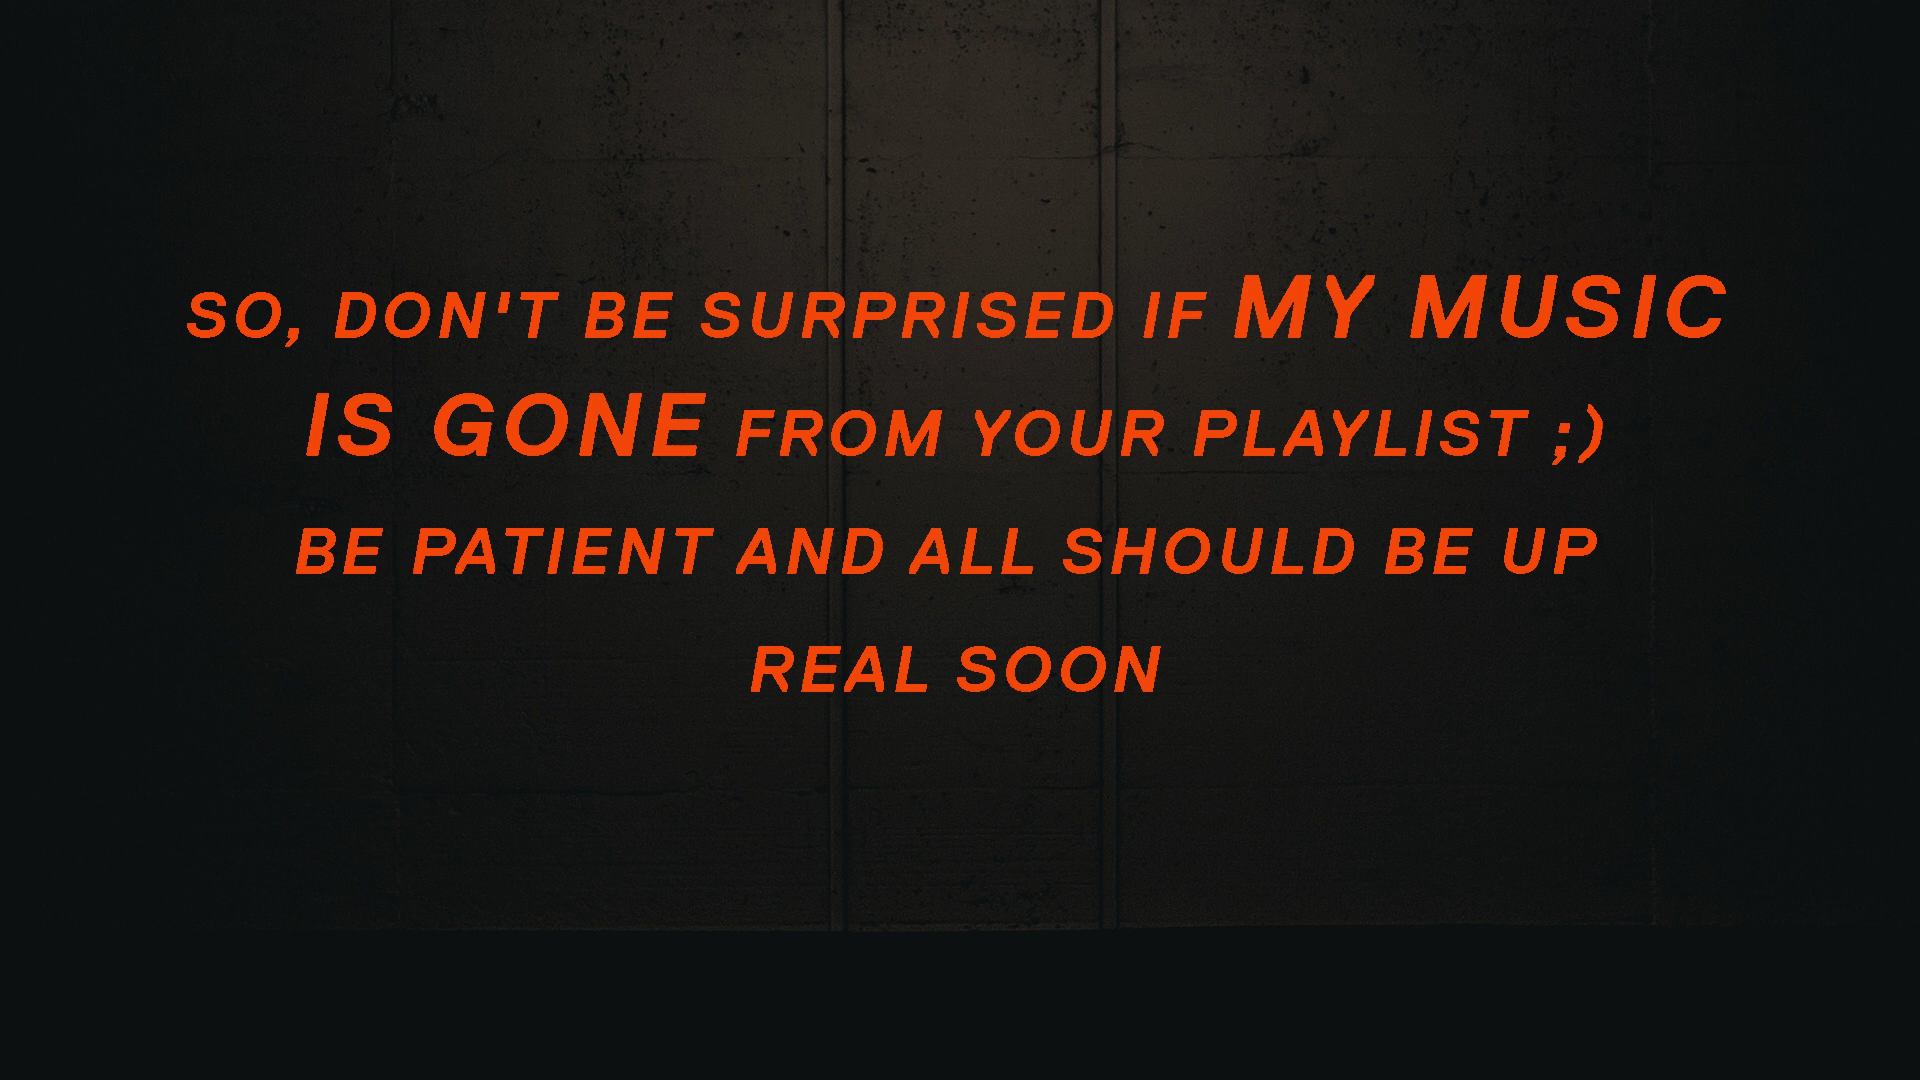 SO, DON'T BE SURPRISED IF MY MUSIC
IS GONE FROM YOUR PLAYLIST ;)
BE PATIENT AND ALL SHOULD BE UP
REAL SOON